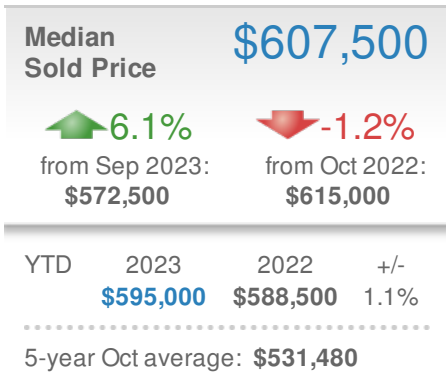 Median
Sold Price
$607,500
6.1%
from Sep 2023:
$572,500
-1.2%
from Oct 2022:
$615,000
YTD 2023 2022 +/-
$595,000 $588,500 1.1%
5-year Oct average: $531,480